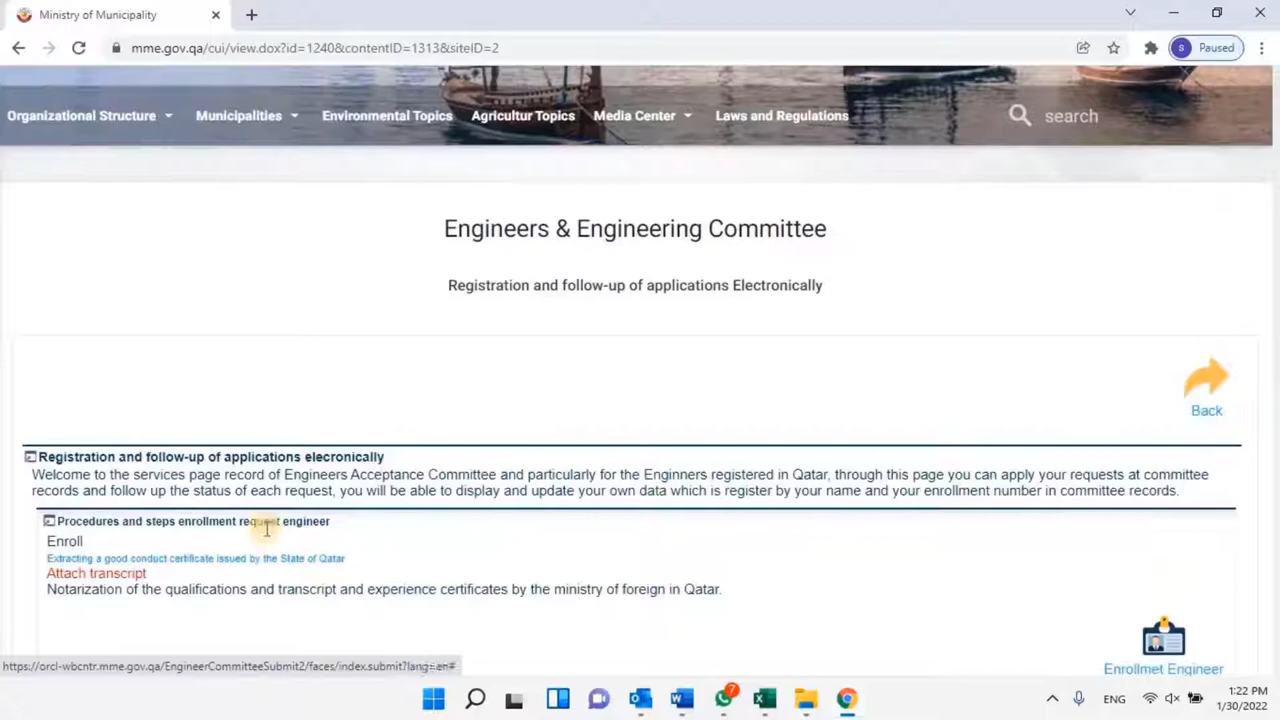 Ministry of Municipality
mme.gov.qa/cui/view.dox?id=1240&contentID=1313&siteID=2
S Paused
Organizational Structure Municipalities Environmental Topics Agricultur Topics Media Center Laws and Regulations search
Engineers & Engineering Committee
Registration and follow-up of applications Electronically
Back
Registration and follow-up of applications elecronically
Welcome to the services page record of Engineers Acceptance Committee and particularly for the Enginners registered in Qatar, through this page you can apply your requests at committee
records and follow up the status of each request, you will be able to display and update your own data which is register by your name and your enrollment number in committee records.
Procedures and steps enrollment request engineer
Enroll
Extracting a good conduct certificate issued by the State of Qatar
Attach transcript
Notarization of the qualifications and transcript and experience certificates by the ministry of foreign in Qatar.
Enrollmet Engineer
https://orcl-wbcntr.mme.gov.qa/EngineerCommitteeSubmit2/faces/index.submit?lang=en#
7
ENG
1:22 PM
1/30/2022